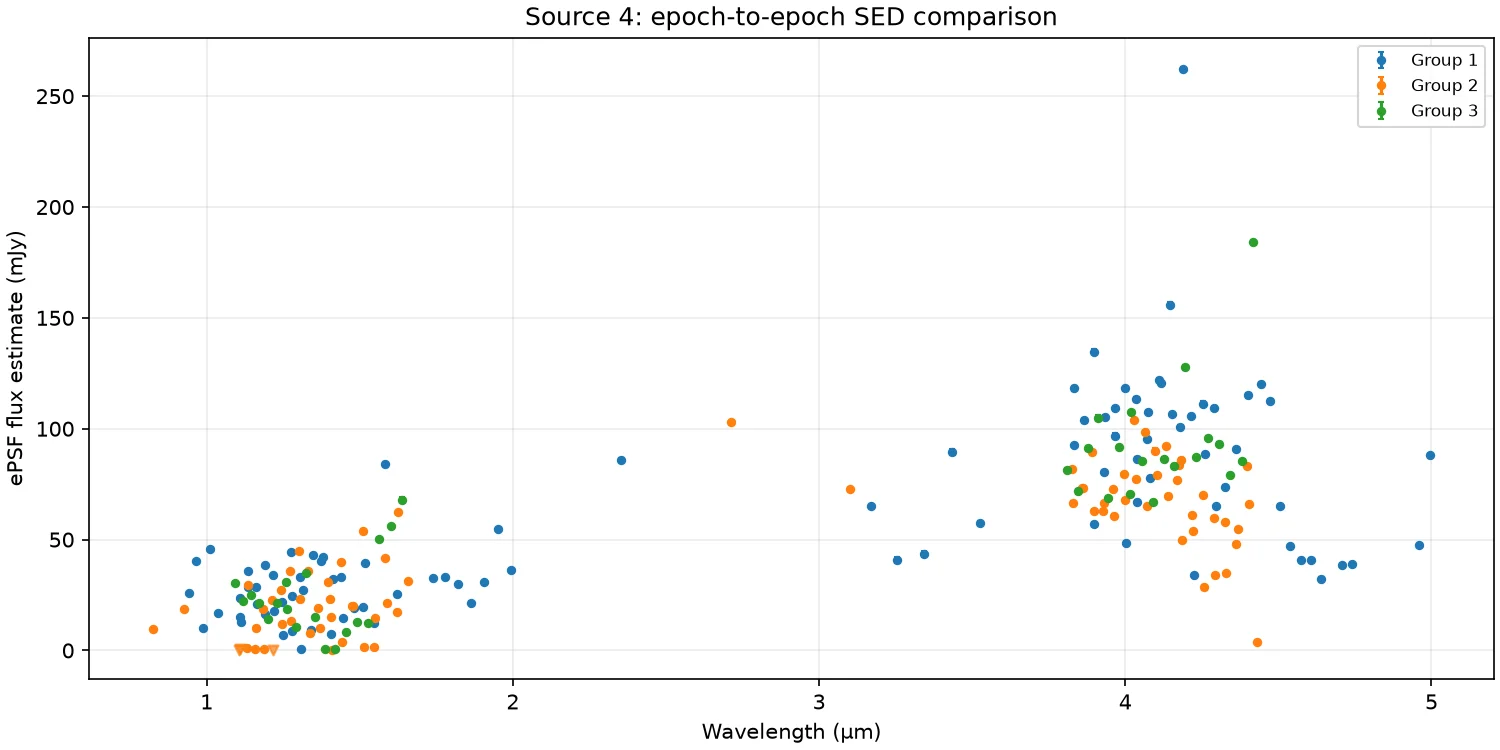 Source 4: epoch-to-epoch SED comparison
Group 1
Group 2
Group 3
ePSF flux estimate (mJy)
250
200
150
100
50
0
1 2 3 4 5
Wavelength (μm)